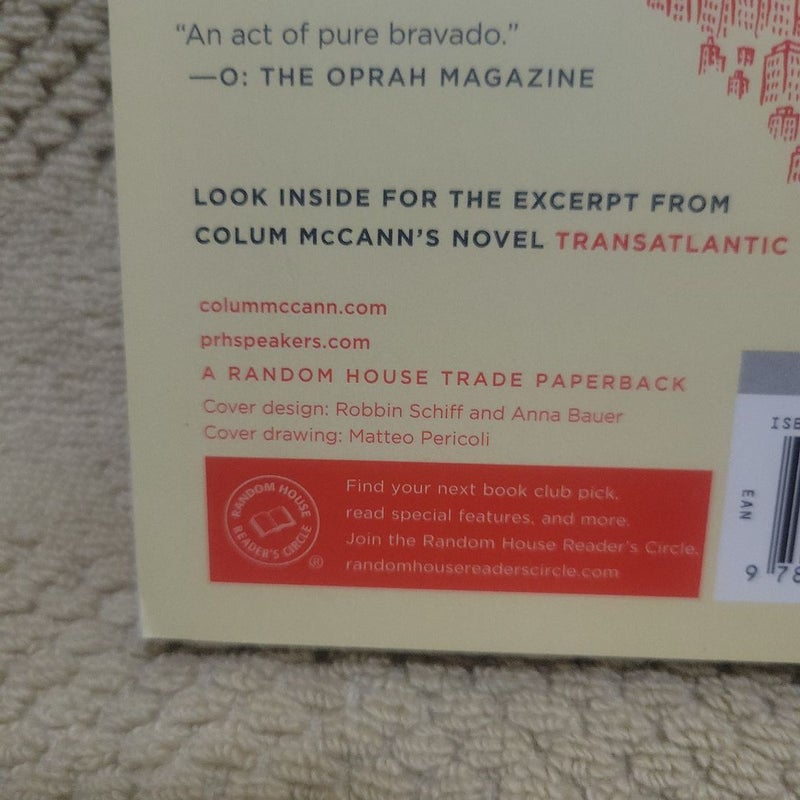 “An act of pure bravado.”
—O: THE OPRAH MAGAZINE
LOOK INSIDE FOR THE EXCERPT FROM
COLUM McCANN’S NOVEL TRANSATLANTIC
colummccann.com
prhspeakers.com
A RANDOM HOUSE TRADE PAPERBACK
Cover design: Robbin Schiff and Anna Bauer
Cover drawing: Matteo Pericoli
RANDOM HOUSE
READER'S CIRCLE
®
Find your next book club pick,
read special features, and more.
Join the Random House Reader’s Circle.
randomhousereaderscircle.com
ISB
EAN
9 78